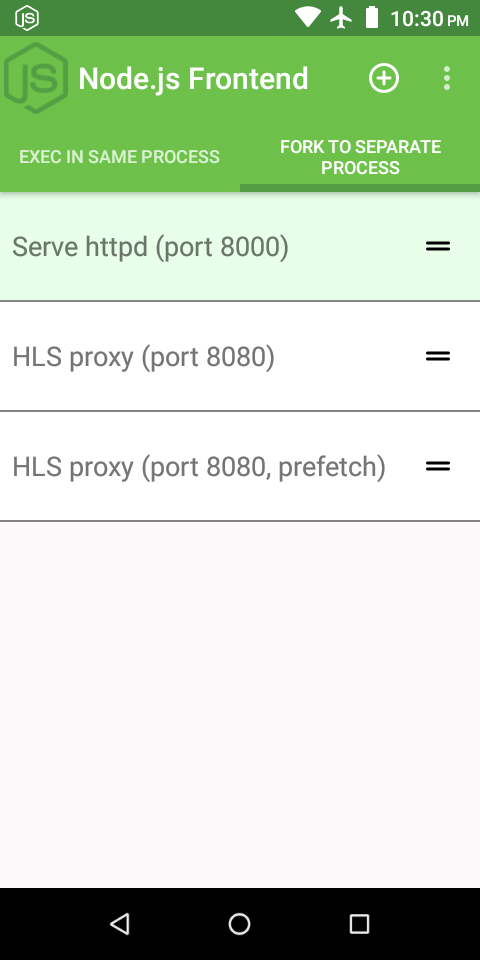 JS
10:30 PM
JS
Node.js Frontend
EXEC IN SAME PROCESS
FORK TO SEPARATE
PROCESS
Serve httpd (port 8000)
HLS proxy (port 8080)
HLS proxy (port 8080, prefetch)